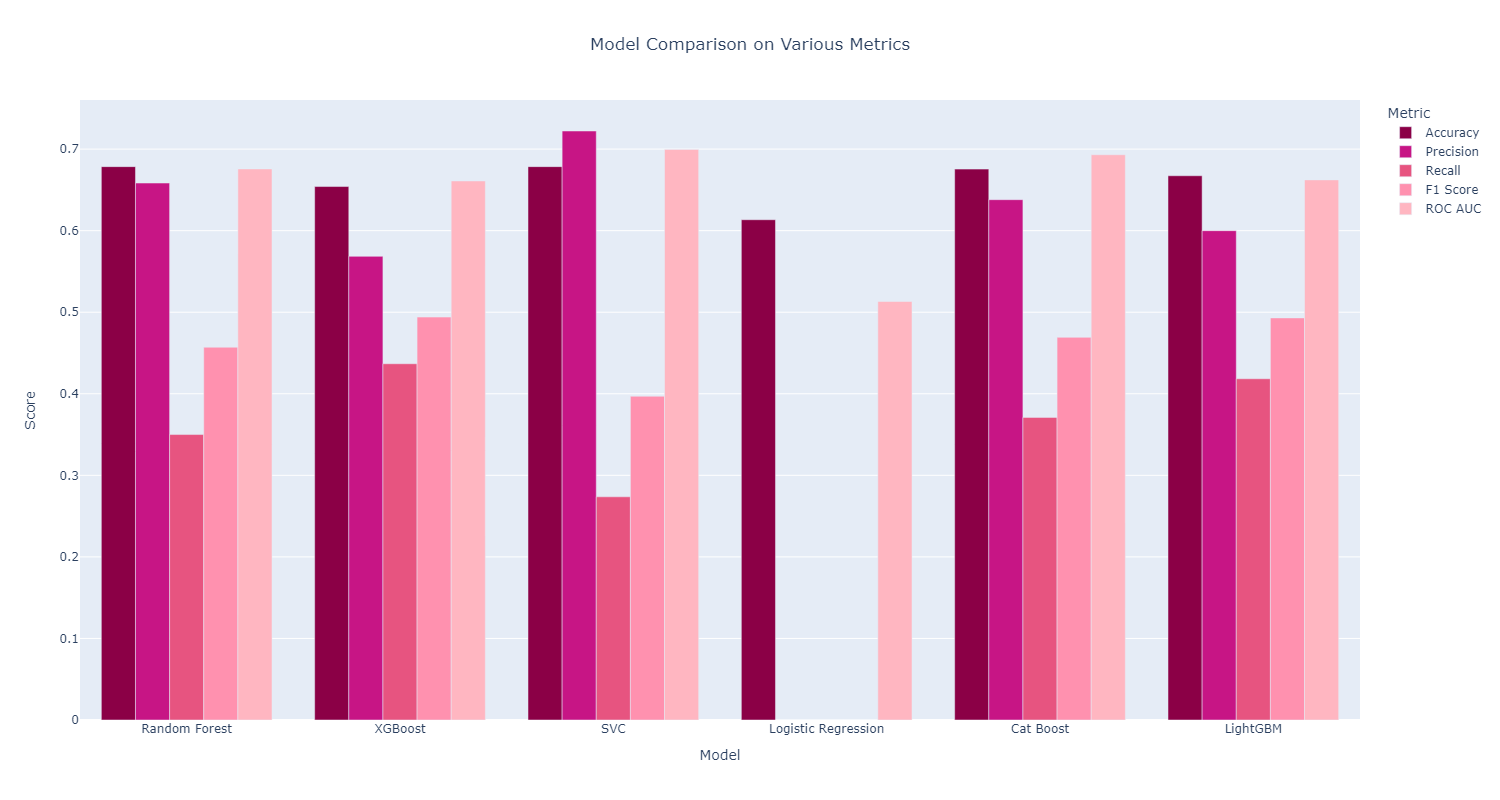 Model Comparison on Various Metrics
Metric
Accuracy
Precision
Recall
F1 Score
ROC AUC
Score
0.7
0.6
0.5
0.4
0.3
0.2
0.1
0
Random Forest
XGBoost
SVC
Logistic Regression
Cat Boost
LightGBM
Model